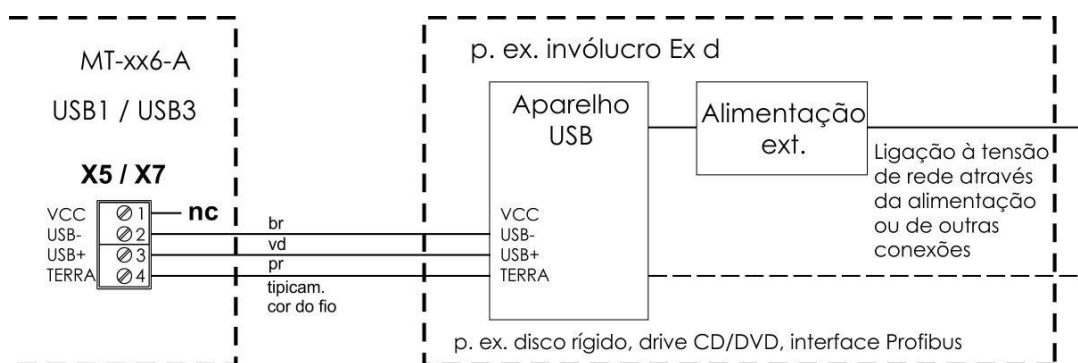 MT-xx6-A
USB1 / USB3
X5 / X7
VCC 1 nc
USB- 2
USB+ 3
TERRA 4
br
vd
pr
tipicam.
cor do fio
p. ex. invólucro Ex d
Aparelho
USB
VCC
USB-
USB+
TERRA
Alimentação
ext.
Ligação à tensão
de rede através
da alimentação
ou de outras
conexões
p. ex. disco rígido, drive CD/DVD, interface Profibus